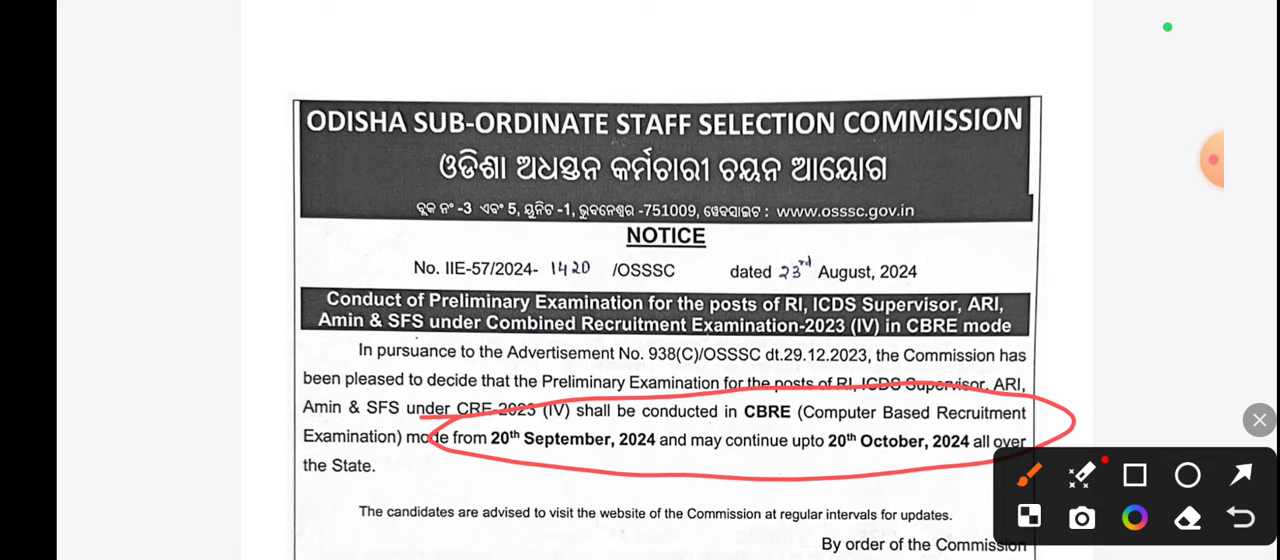 ODISHA SUB-ORDINATE STAFF SELECTION COMMISSION
ଓଡିଶା ଅଧସ୍ତନ କର୍ମଚାରୀ ଚୟନ ଆୟୋଗ
ବ୍ଲକ ନଂ -3 ଏବଂ 5, ୟୁନିଟ -1, ଭୁବନେଶ୍ୱର -751009, ୱେବସାଇଟ : www.osssc.gov.in
NOTICE
No. IIE-57/2024- 1420 /OSSSC dated 23rd August, 2024
Conduct of Preliminary Examination for the posts of RI, ICDS Supervisor, ARI,
Amin & SFS under Combined Recruitment Examination-2023 (IV) in CBRE mode
In pursuance to the Advertisement No. 938(C)/OSSSC dt.29.12.2023, the Commission has
been pleased to decide that the Preliminary Examination for the posts of RI, ICDS Supervisor, ARI,
Amin & SFS under CRE-2023 (IV) shall be conducted in CBRE (Computer Based Recruitment
Examination) mode from 20th September, 2024 and may continue upto 20th October, 2024 all over
the State.
The candidates are advised to visit the website of the Commission at regular intervals for updates.
By order of the Commission